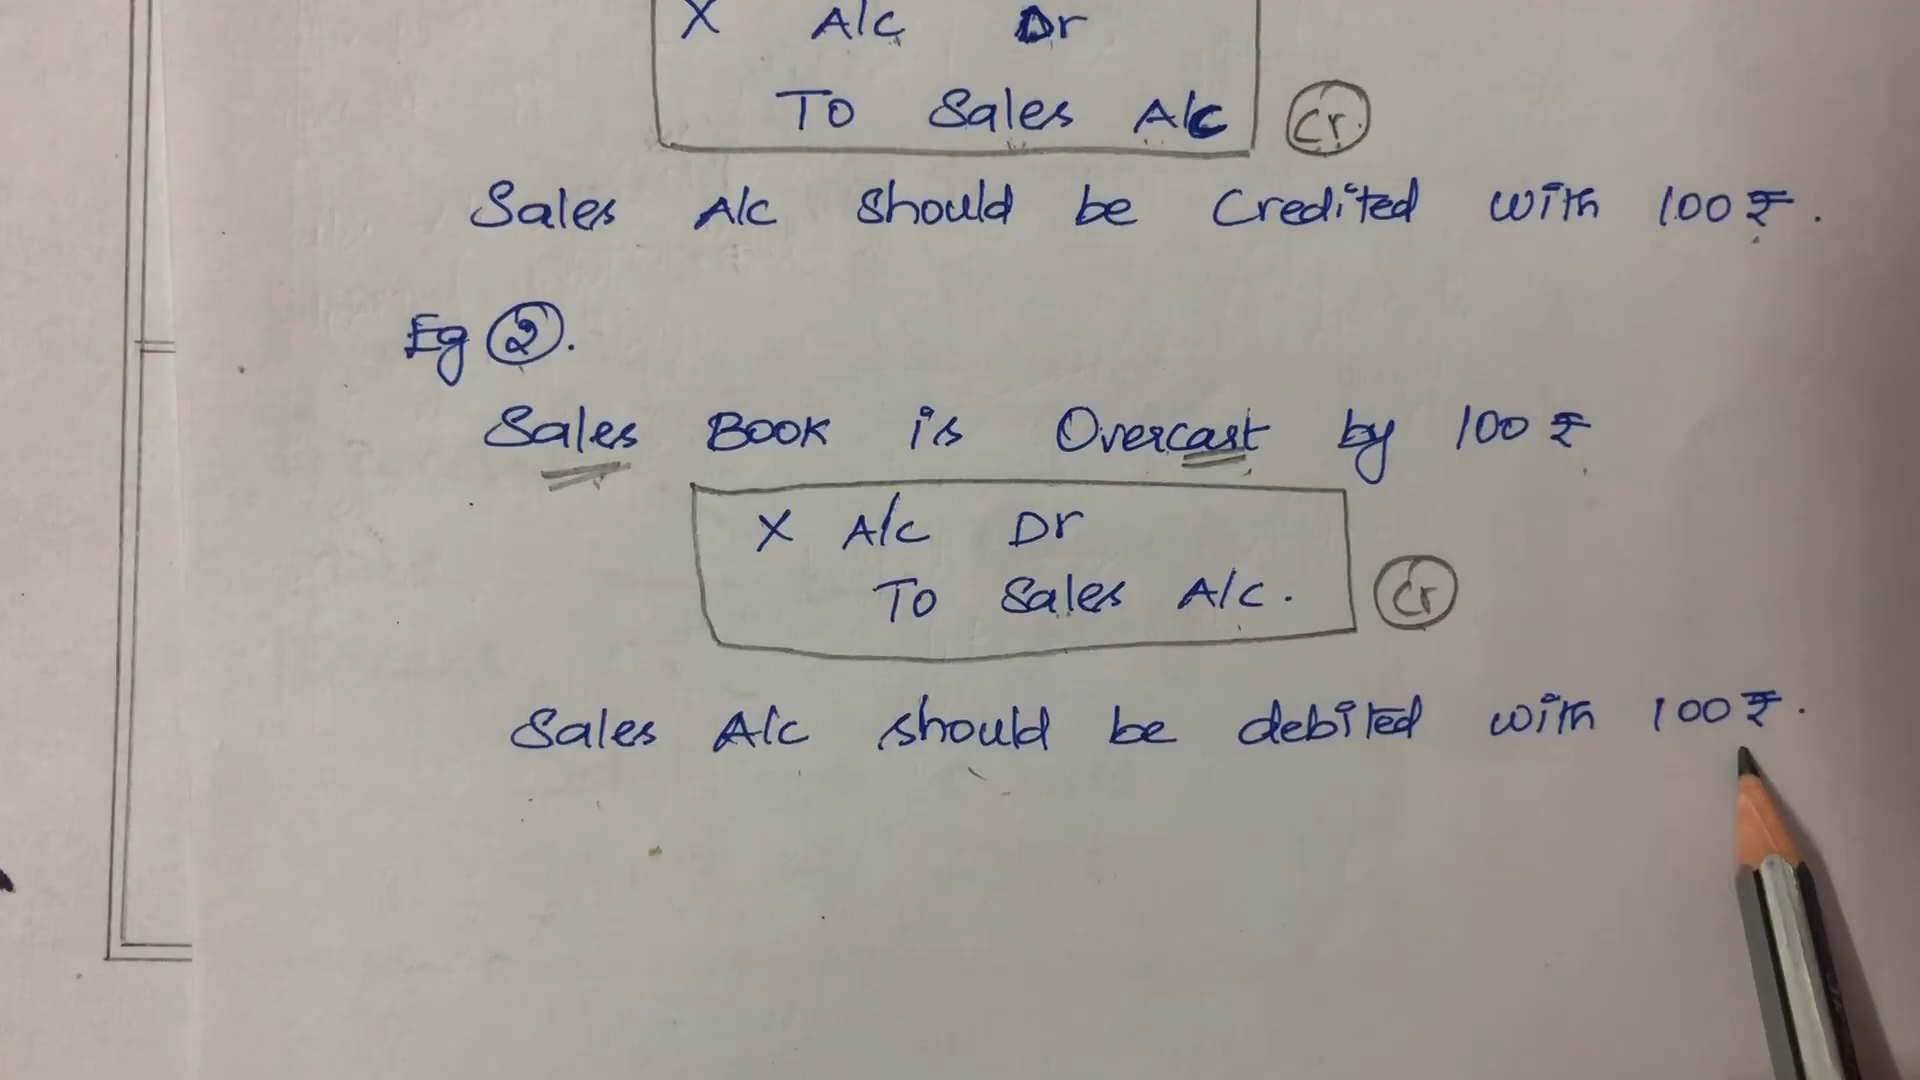 X A/c Dr
To Sales A/c Cr.
Sales A/c should be Credited with 100 ₹.
Eg 2.
Sales Book is Overcast by 100 ₹
X A/c Dr
To Sales A/c. Cr
Sales A/c should be debited with 100 ₹.